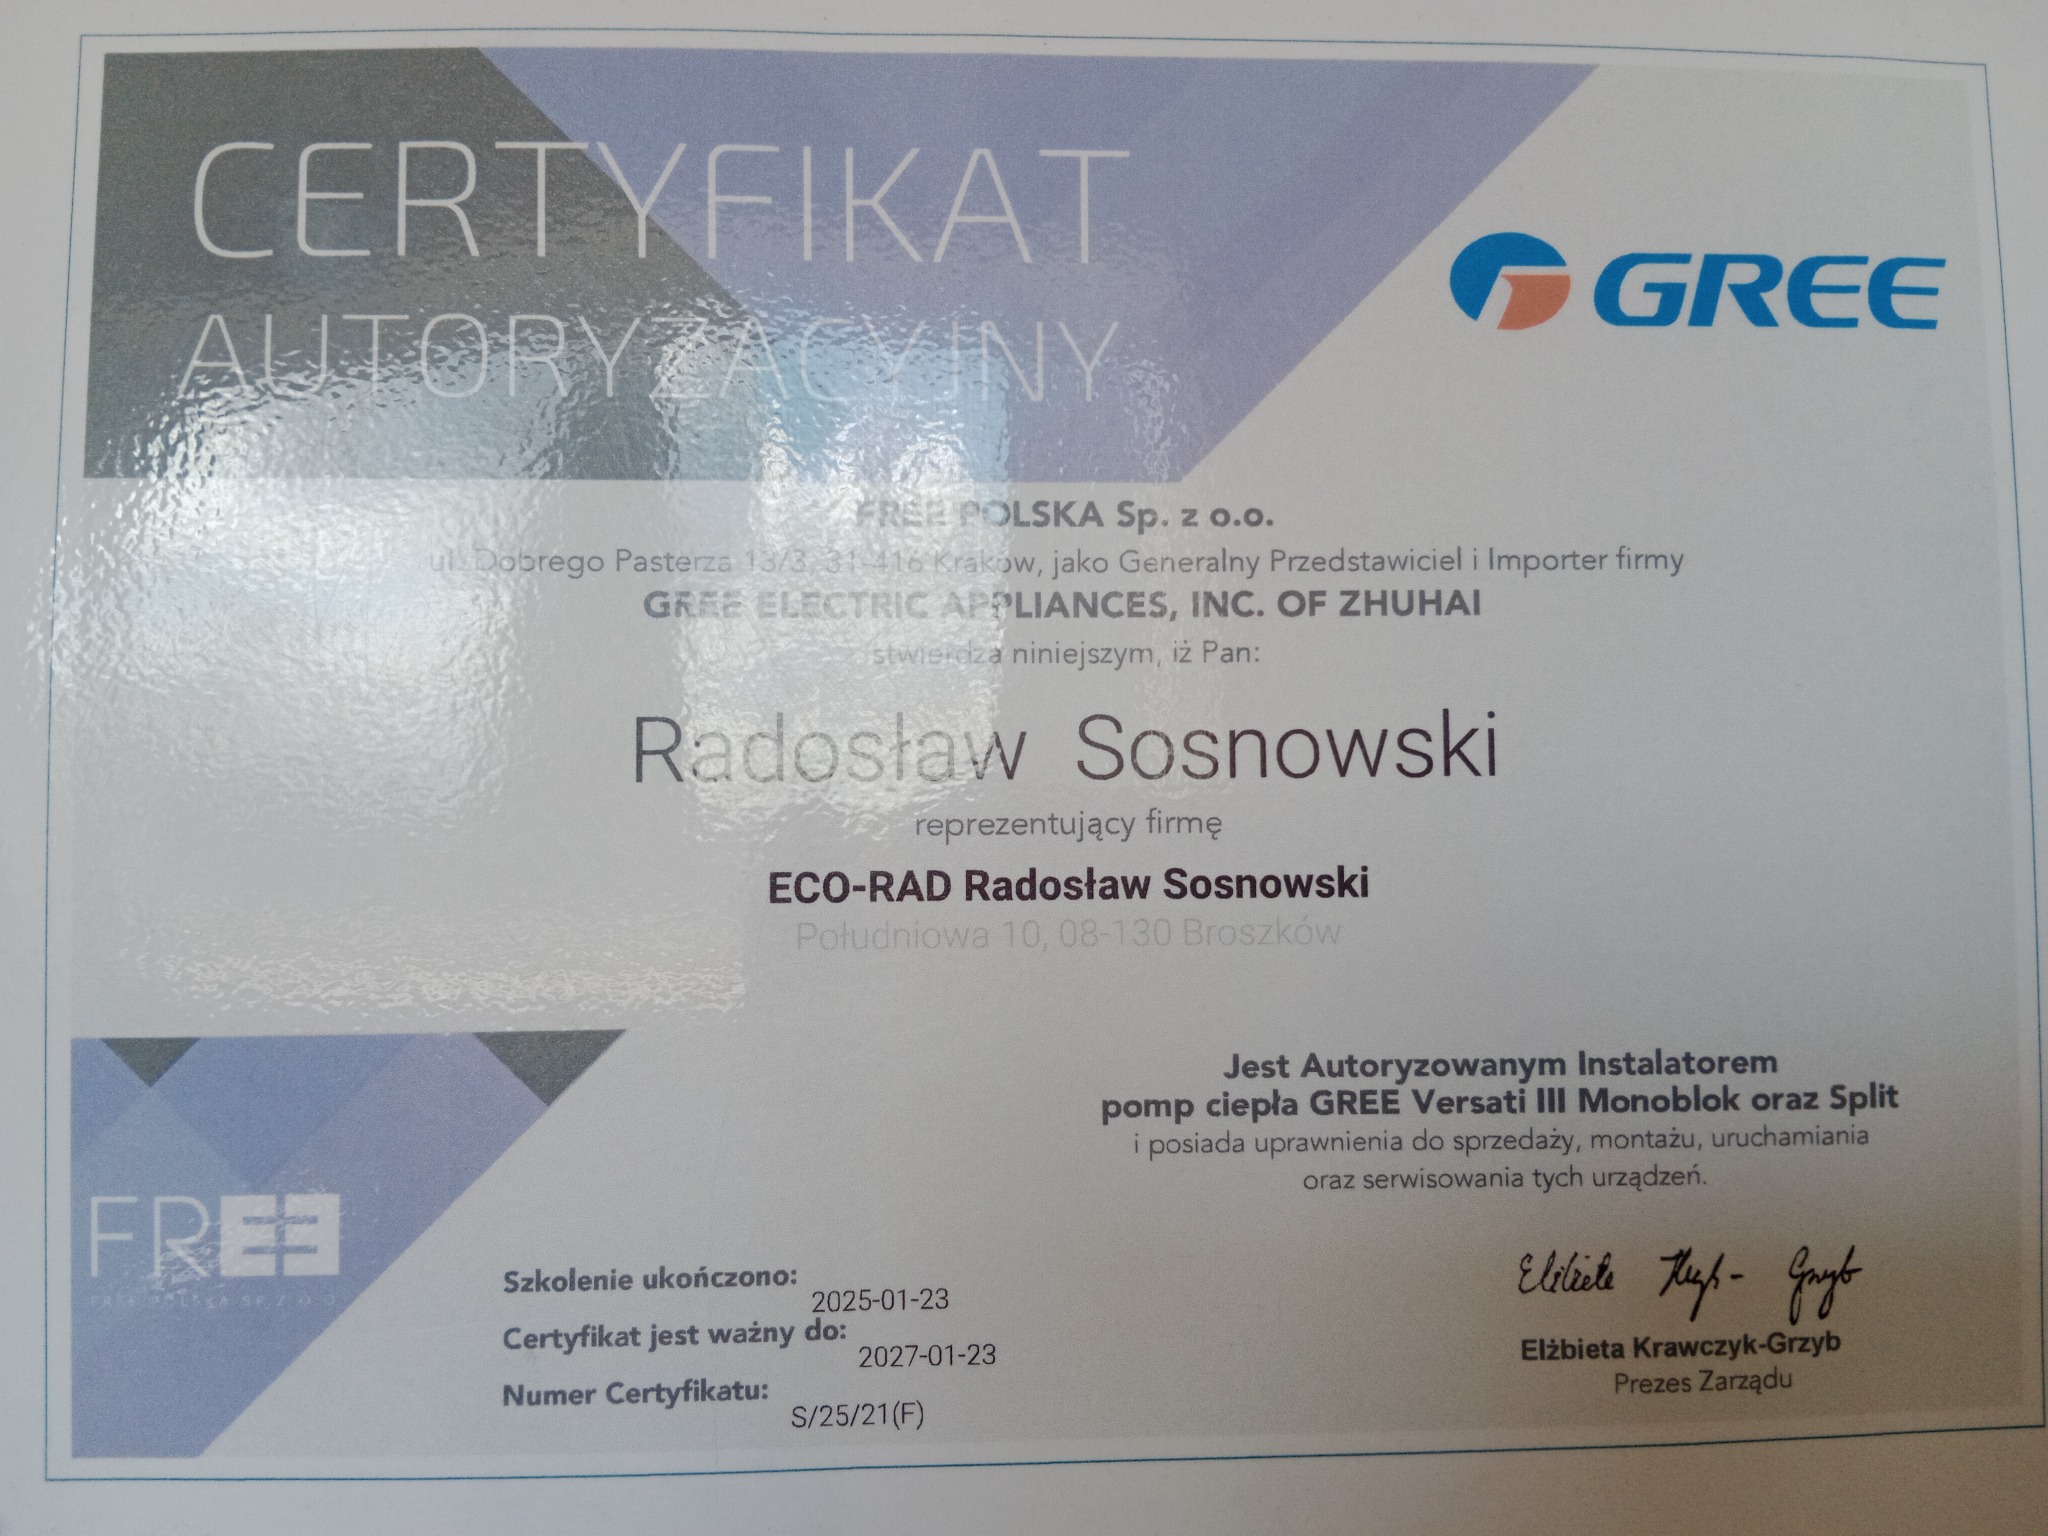 CERTYFIKAT
AUTORYZACYJNY
GREE
FREE POLSKA Sp. z o.o.
ul. Dobrego Pasterza 13/3, 31-416 Kraków, jako Generalny Przedstawiciel i Importer firmy
GREE ELECTRIC APPLIANCES, INC. OF ZHUHAI
stwierdza niniejszym, iż Pan:
Radosław Sosnowski
reprezentujący firmę
ECO-RAD Radosław Sosnowski
Południowa 10, 08-130 Broszków
Jest Autoryzowanym Instalatorem
pomp ciepła GREE Versati III Monoblok oraz Split
i posiada uprawnienia do sprzedaży, montażu, uruchamiania
oraz serwisowania tych urządzeń.
FREE
FREE POLSKA SP. Z O.O.
Szkolenie ukończono: 2025-01-23
Certyfikat jest ważny do: 2027-01-23
Numer Certyfikatu: S/25/21(F)
Elżbieta Krawczyk-Grzyb
Prezes Zarządu